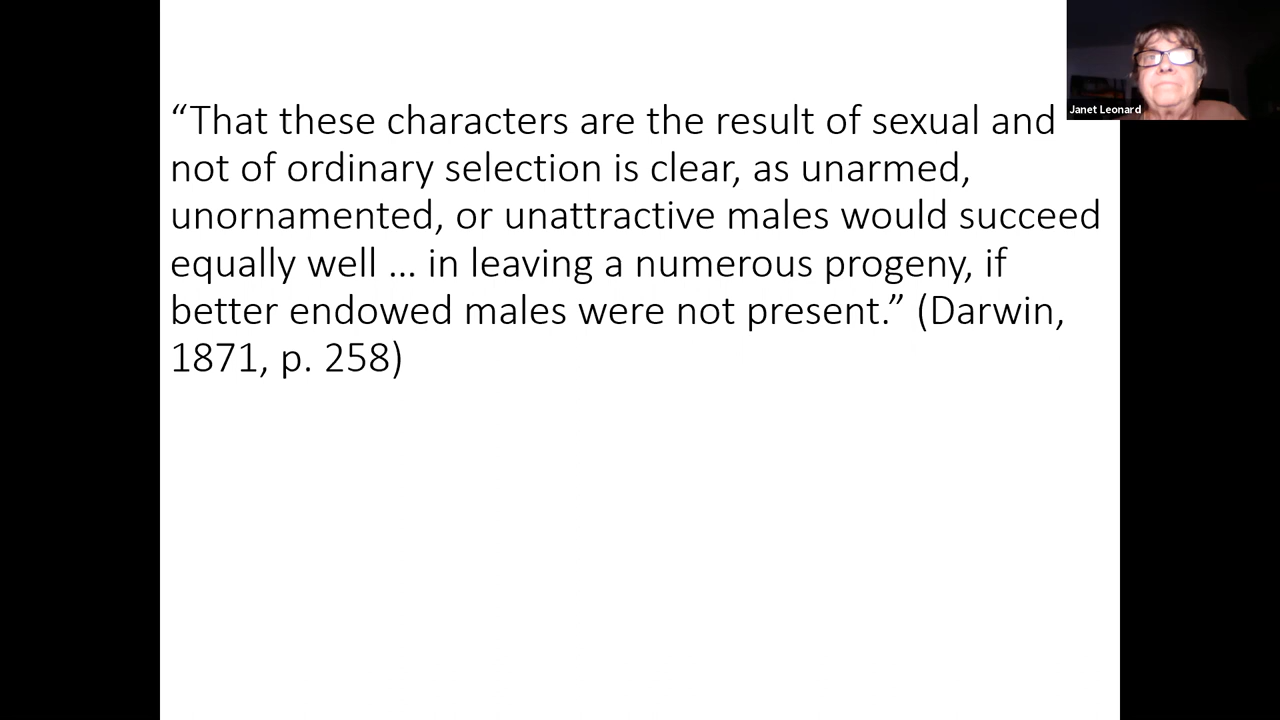 “That these characters are the result of sexual and
not of ordinary selection is clear, as unarmed,
unornamented, or unattractive males would succeed
equally well … in leaving a numerous progeny, if
better endowed males were not present.” (Darwin,
1871, p. 258)
Janet Leonard